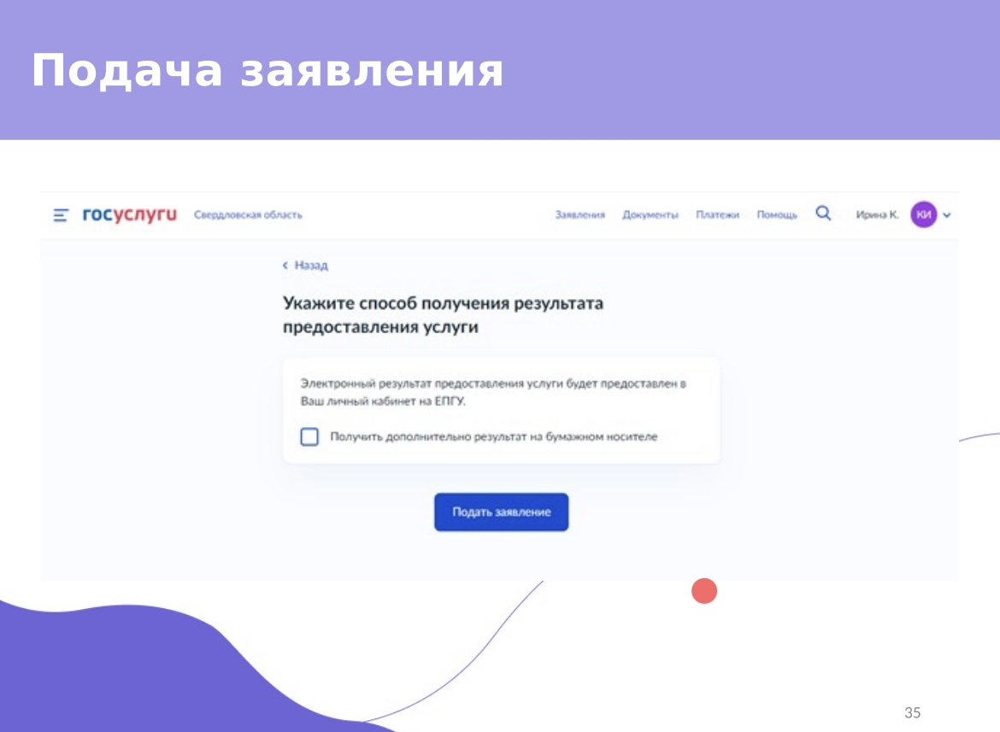 Подача заявления
госуслуги Свердловская область Заявления Документы Платежи Помощь Ирина К. КИ
Назад
Укажите способ получения результата
предоставления услуги
Электронный результат предоставления услуги будет предоставлен в
Ваш личный кабинет на ЕПГУ.
Получить дополнительно результат на бумажном носителе
Подать заявление
35